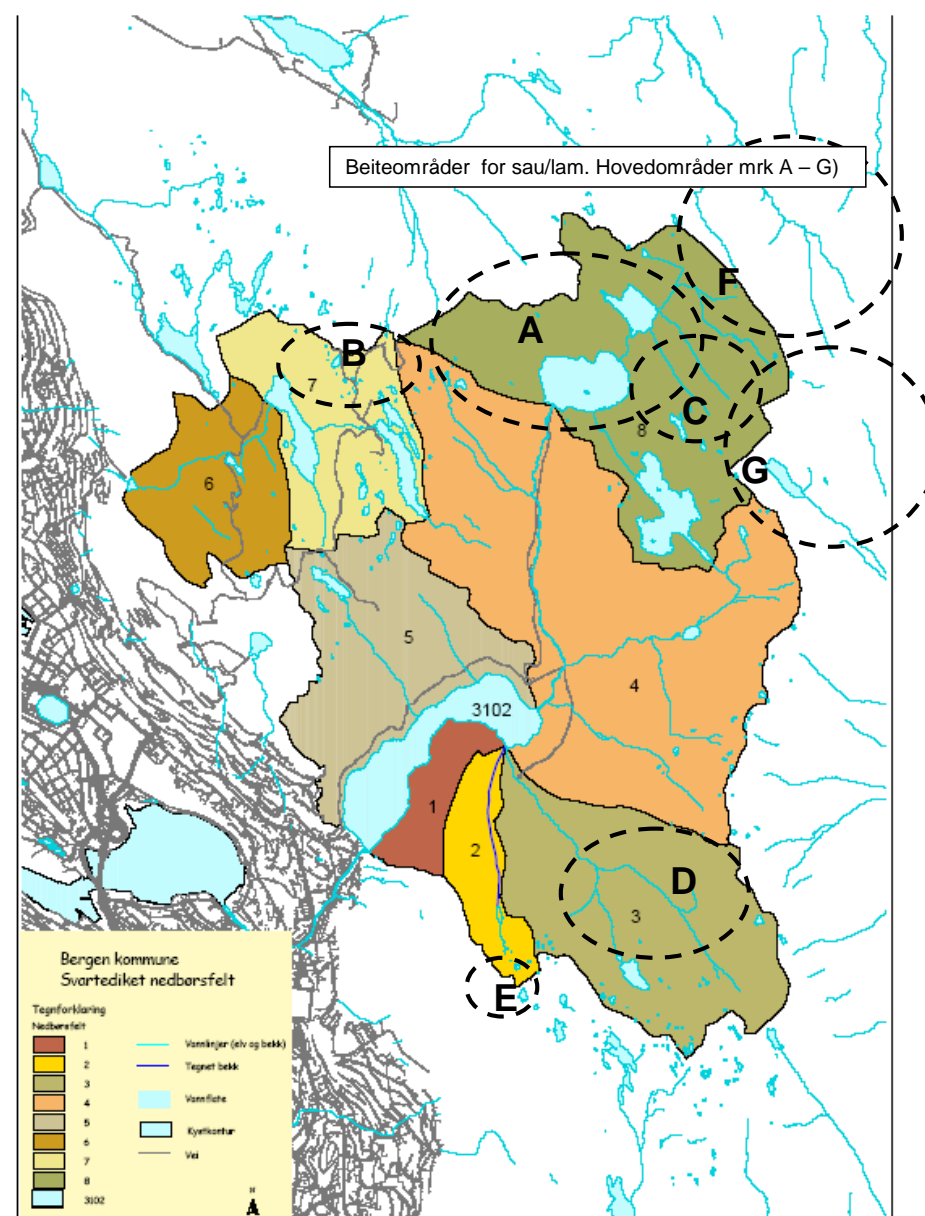 Beiteområder for sau/lam. Hovedområder mrk A – G)
F
A
B
7
C
8
G
6
5
4
3102
1
2
D
3
E
Bergen kommune
Svartediket nedbørsfelt
Tegnforklaring
Nedbørsfelt
1
2
3
4
5
6
7
8
3102
Vannlinjer (elv og bekk)
Tegnet bekk
Vannflate
Kystkontur
Vei
N